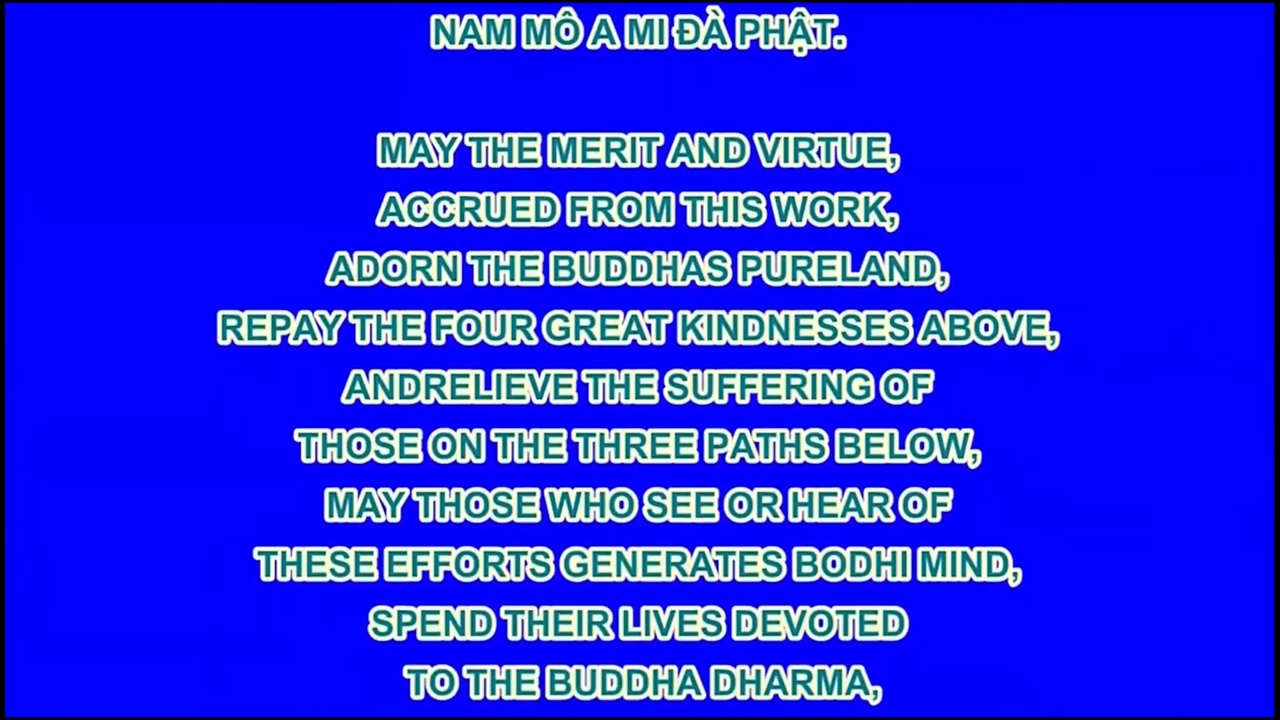 NAM MÔ A MI ĐÀ PHẬT.
MAY THE MERIT AND VIRTUE,
ACCRUED FROM THIS WORK,
ADORN THE BUDDHAS PURELAND,
REPAY THE FOUR GREAT KINDNESSES ABOVE,
ANDRELIEVE THE SUFFERING OF
THOSE ON THE THREE PATHS BELOW,
MAY THOSE WHO SEE OR HEAR OF
THESE EFFORTS GENERATES BODHI MIND,
SPEND THEIR LIVES DEVOTED
TO THE BUDDHA DHARMA,